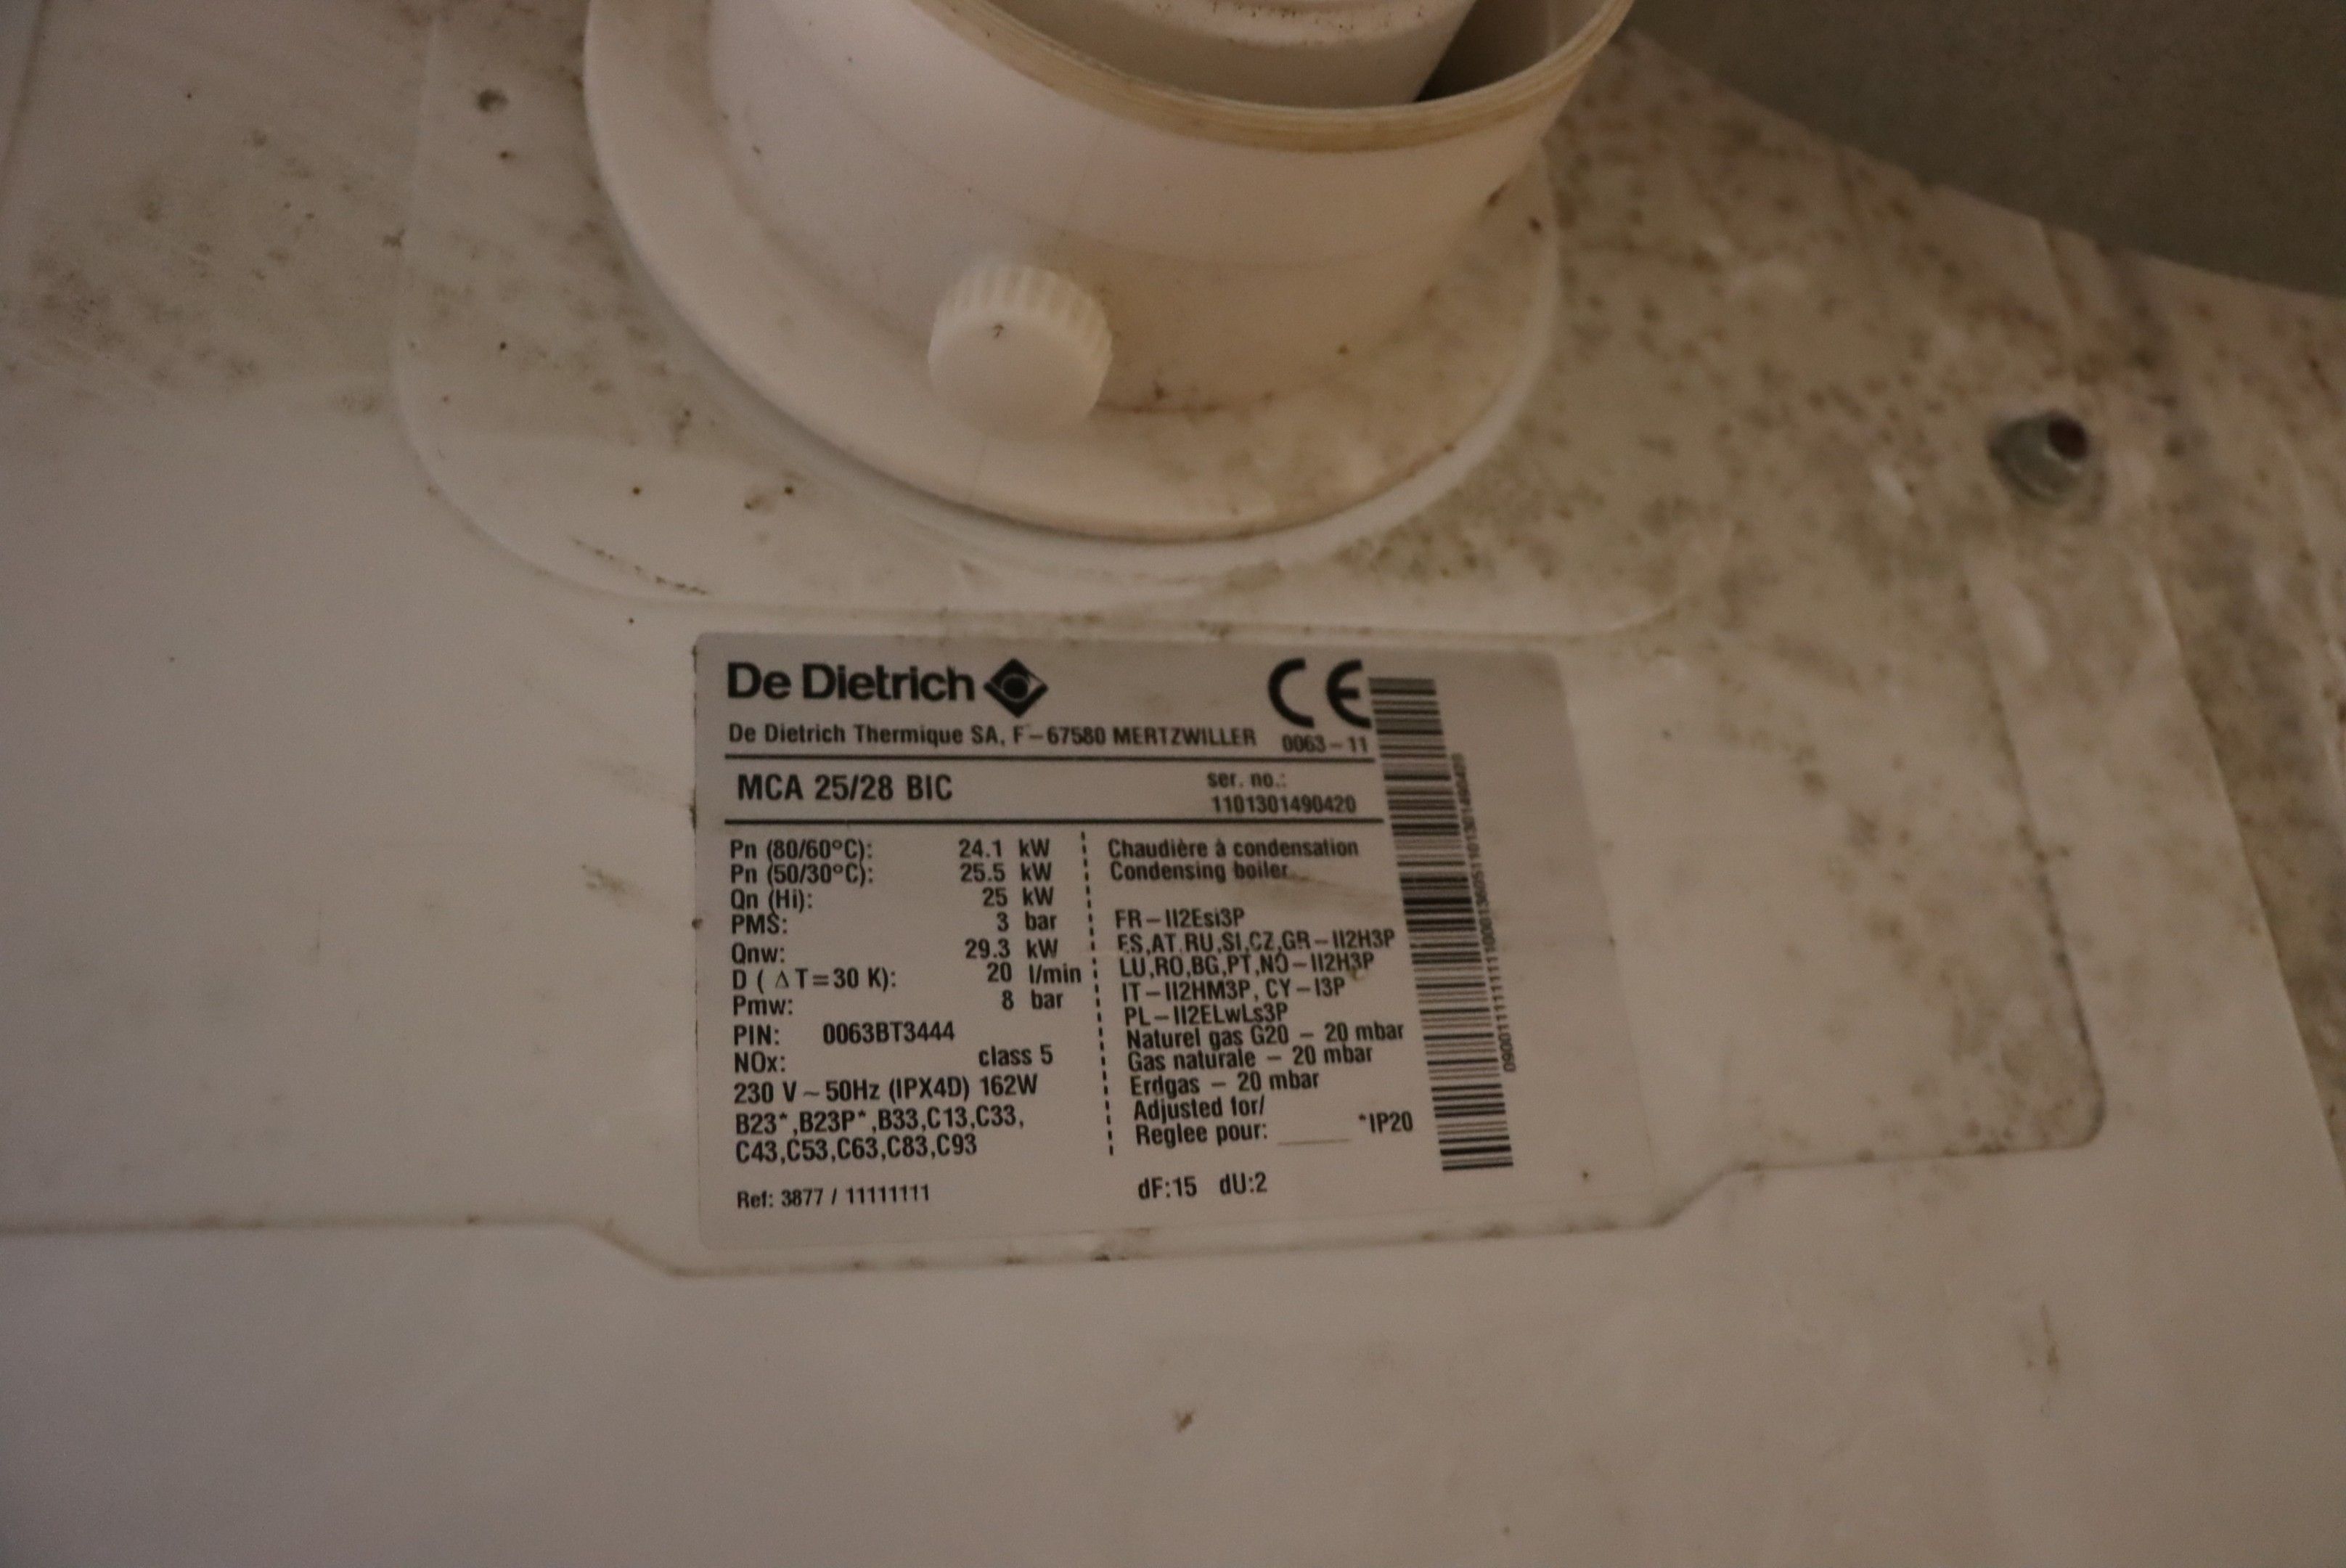 De Dietrich
CE
De Dietrich Thermique SA, F-67580 MERTZWILLER
0063-11
MCA 25/28 BIC
ser. no.:
1101301490420
Pn (80/60°C): 24.1 kW
Pn (50/30°C): 25.5 kW
Qn (Hi): 25 kW
PMS: 3 bar
Qnw: 29.3 kW
D ( ΔT=30 K): 20 l/min
Pmw: 8 bar
PIN: 0063BT3444
NOx: class 5
230 V ~ 50Hz (IPX4D) 162W
B23*,B23P*,B33,C13,C33,
C43,C53,C63,C83,C93
Ref: 3877 / 11111111
Chaudière à condensation
Condensing boiler
FR-II2Esi3P
ES,AT,RU,SI,CZ,GR-II2H3P
LU,RO,BG,PT,NO-II2H3P
IT-II2HM3P, CY-I3P
PL-II2ELwLs3P
Naturel gas G20 - 20 mbar
Gas naturale - 20 mbar
Erdgas - 20 mbar
Adjusted for/
Reglee pour: _____ *IP20
dF:15 dU:2